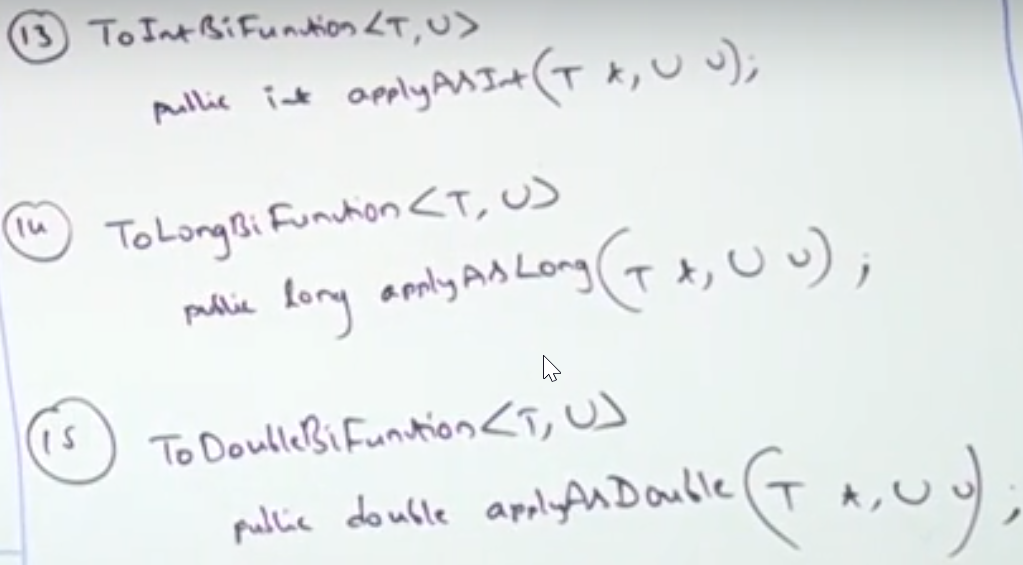 13 ToIntBiFunction<T, U>
public int applyAsInt(T t, U u);
14 ToLongBiFunction<T, U>
public long applyAsLong(T t, U u);
15 ToDoubleBiFunction<T, U>
public double applyAsDouble(T t, U u);